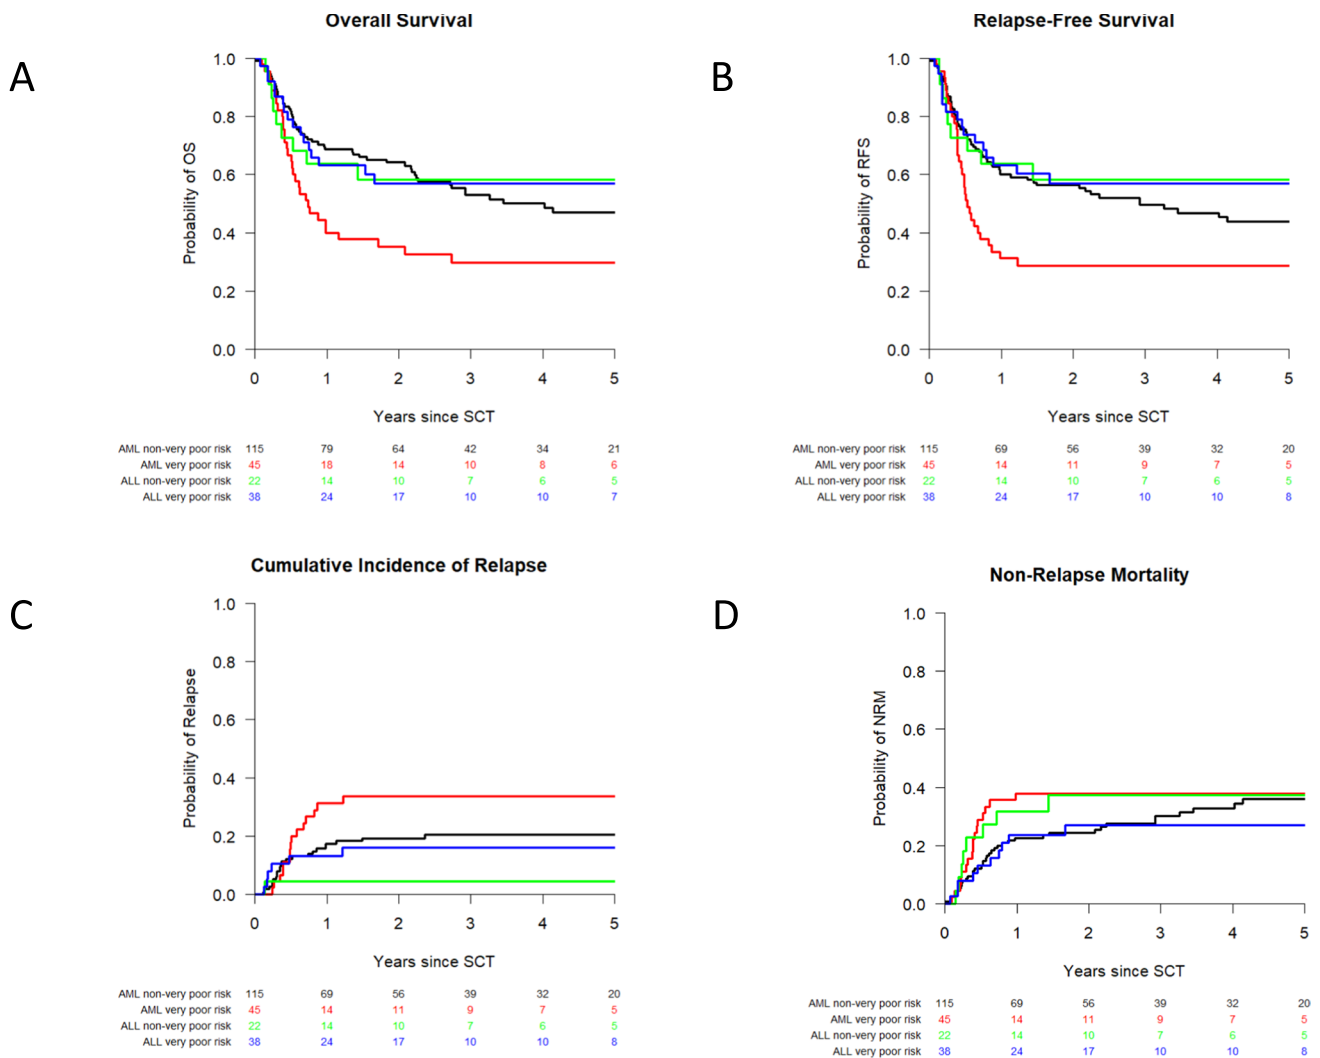 Overall Survival
A
1.0
0.8
0.6
0.4
0.2
0.0
Probability of OS
0 1 2 3 4 5
Years since SCT
AML non-very poor risk 115 79 64 42 34 21
AML very poor risk 45 18 14 10 8 6
ALL non-very poor risk 22 14 10 7 6 5
ALL very poor risk 38 24 17 10 10 7
Relapse-Free Survival
B
1.0
0.8
0.6
0.4
0.2
0.0
Probability of RFS
0 1 2 3 4 5
Years since SCT
AML non-very poor risk 115 69 56 39 32 20
AML very poor risk 45 14 11 9 7 5
ALL non-very poor risk 22 14 10 7 6 5
ALL very poor risk 38 24 17 10 10 8
Cumulative Incidence of Relapse
C
1.0
0.8
0.6
0.4
0.2
0.0
Probability of Relapse
0 1 2 3 4 5
Years since SCT
AML non-very poor risk 115 69 56 39 32 20
AML very poor risk 45 14 11 9 7 5
ALL non-very poor risk 22 14 10 7 6 5
ALL very poor risk 38 24 17 10 10 8
Non-Relapse Mortality
D
1.0
0.8
0.6
0.4
0.2
0.0
Probability of NRM
0 1 2 3 4 5
Years since SCT
AML non-very poor risk 115 69 56 39 32 20
AML very poor risk 45 14 11 9 7 5
ALL non-very poor risk 22 14 10 7 6 5
ALL very poor risk 38 24 17 10 10 8